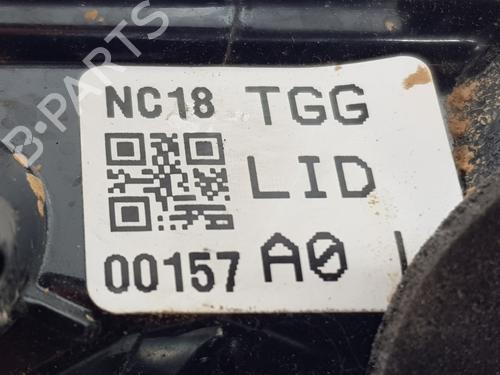 B-PARTS
NC18 TGG
LID
00157 A0